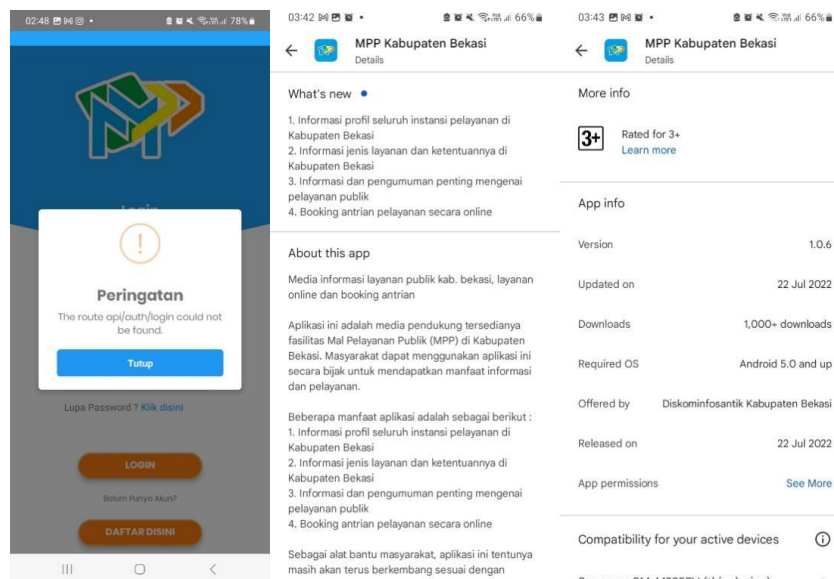 02:48
78%
Login
Peringatan
The route api/auth/login could not
be found.
Tutup
Lupa Password ? Klik disini
LOGIN
Belum Punya Akun?
DAFTAR DISINI
03:42
66%
MPP Kabupaten Bekasi
Details
What's new
1. Informasi profil seluruh instansi pelayanan di
Kabupaten Bekasi
2. Informasi jenis layanan dan ketentuannya di
Kabupaten Bekasi
3. Informasi dan pengumuman penting mengenai
pelayanan publik
4. Booking antrian pelayanan secara online
About this app
Media informasi layanan publik kab. bekasi, layanan
online dan booking antrian
Aplikasi ini adalah media pendukung tersedianya
fasilitas Mal Pelayanan Publik (MPP) di Kabupaten
Bekasi. Masyarakat dapat menggunakan aplikasi ini
secara bijak untuk mendapatkan manfaat informasi
dan pelayanan.
Beberapa manfaat aplikasi adalah sebagai berikut :
1. Informasi profil seluruh instansi pelayanan di
Kabupaten Bekasi
2. Informasi jenis layanan dan ketentuannya di
Kabupaten Bekasi
3. Informasi dan pengumuman penting mengenai
pelayanan publik
4. Booking antrian pelayanan secara online
Sebagai alat bantu masyarakat, aplikasi ini tentunya
masih akan terus berkembang sesuai dengan
03:43
66%
MPP Kabupaten Bekasi
Details
More info
3+
Rated for 3+
Learn more
App info
Version 1.0.6
Updated on 22 Jul 2022
Downloads 1,000+ downloads
Required OS Android 5.0 and up
Offered by Diskominfosantik Kabupaten Bekasi
Released on 22 Jul 2022
App permissions See More
Compatibility for your active devices